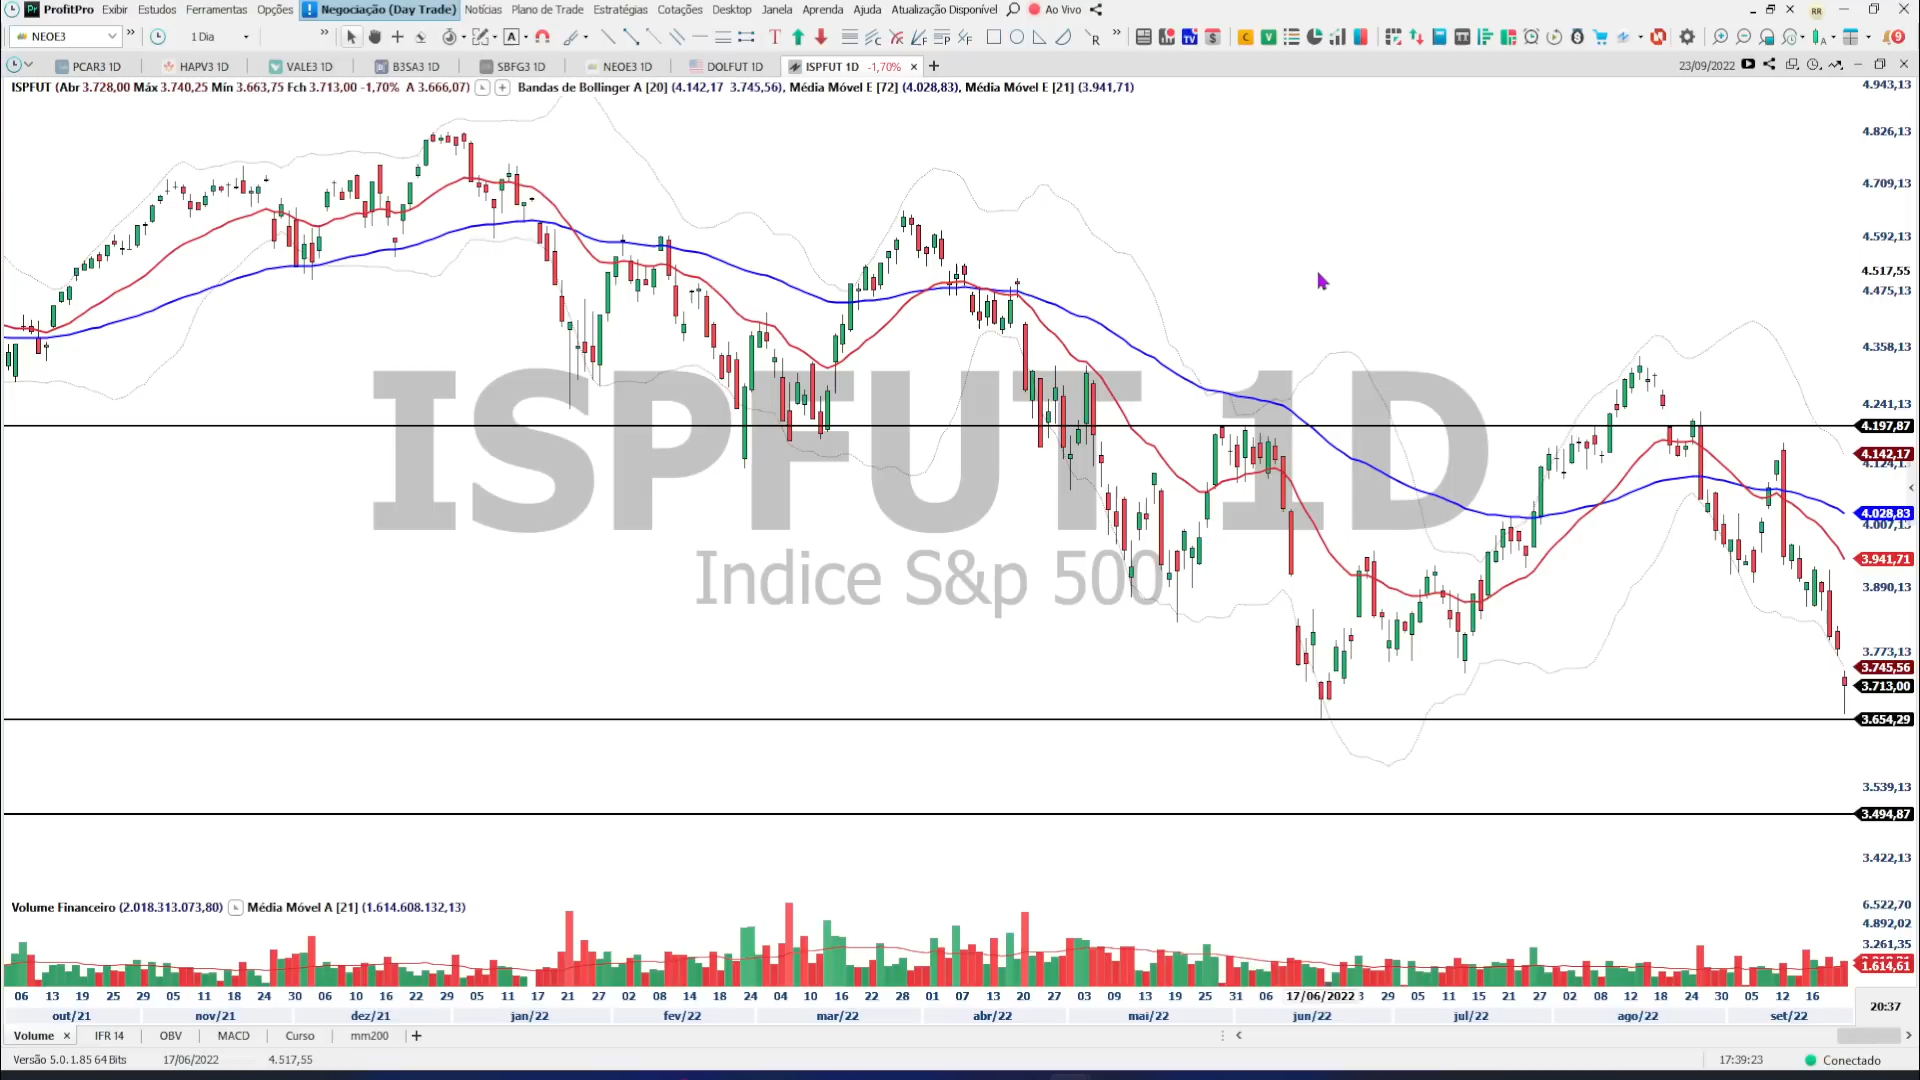 ProfitPro Exibir Estudos Ferramentas Opções ! Negociação (Day Trade) Notícias Plano de Trade Estratégias Cotações Desktop Janela Aprenda Ajuda Atualização Disponível Ao Vivo RR
NEOE3 1 Dia
PCAR3 1D HAPV3 1D VALE3 1D B3SA3 1D SBFG3 1D NEOE3 1D DOLFUT 1D ISPFUT 1D -1,70% 23/09/2022
ISPFUT (Abr 3.728,00 Máx 3.740,25 Mín 3.663,75 Fch 3.713,00 -1,70% A 3.666,07) Bandas de Bollinger A [20] (4.142,17 3.745,56), Média Móvel E [72] (4.028,83), Média Móvel E [21] (3.941,71)
4.943,13
4.826,13
4.709,13
4.592,13
4.517,55
4.475,13
4.358,13
4.241,13
4.197,87
4.142,17
4.028,83
4.007,13
3.941,71
3.890,13
3.773,13
3.745,56
3.713,00
3.654,29
3.539,13
3.494,87
3.422,13
ISPFUT 1D
Indice S&p 500
Volume Financeiro (2.018.313.073,80) Média Móvel A [21] (1.614.608.132,13)
6.522,70
4.892,02
3.261,35
1.614,61
06 13 19 25 29 05 11 18 24 30 06 10 16 22 29 05 11 17 21 27 02 08 14 18 24 04 10 16 22 28 01 07 13 20 27 03 09 13 19 25 31 06 17/06/2022 29 05 11 15 21 27 02 08 12 18 24 30 05 12 16
out/21 nov/21 dez/21 jan/22 fev/22 mar/22 abr/22 mai/22 jun/22 jul/22 ago/22 set/22
20:37
Volume IFR 14 OBV MACD Curso mm200
Versão 5.0.1.85 64 Bits 17/06/2022 4.517,55 17:39:23 Conectado